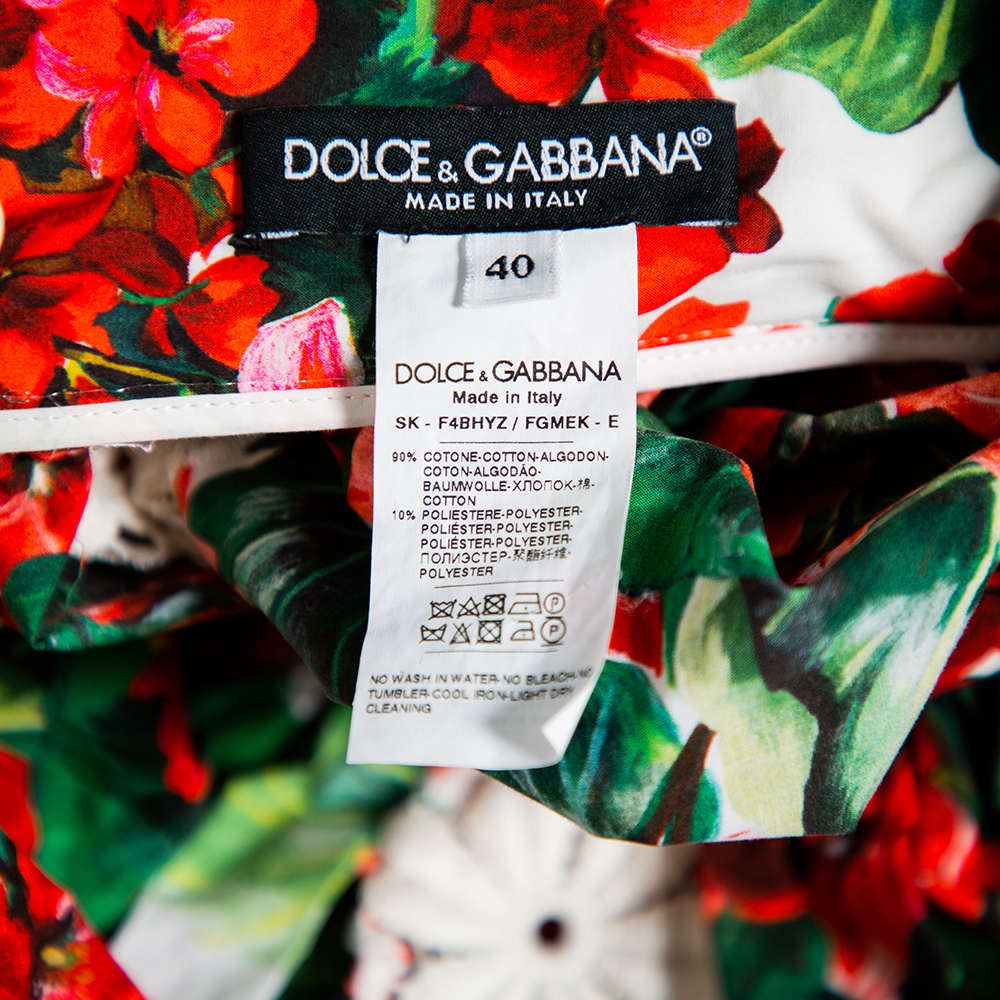 DOLCE & GABBANA®
MADE IN ITALY
40
DOLCE & GABBANA
Made in Italy
SK - F4BHYZ / FGMEK - E
90% COTONE-COTTON-ALGODON-
COTON-ALGODÃO-
BAUMWOLLE-ХЛОПОК-棉-
COTTON
10% POLIESTERE-POLYESTER-
POLIÉSTER-POLYESTER-
POLIÉSTER-POLYESTER-
ПОЛИЭСТЕР-聚酯纤维-
POLYESTER
P
P
NO WASH IN WATER-NO BLEACH-NO
TUMBLER-COOL IRON-LIGHT DRY
CLEANING